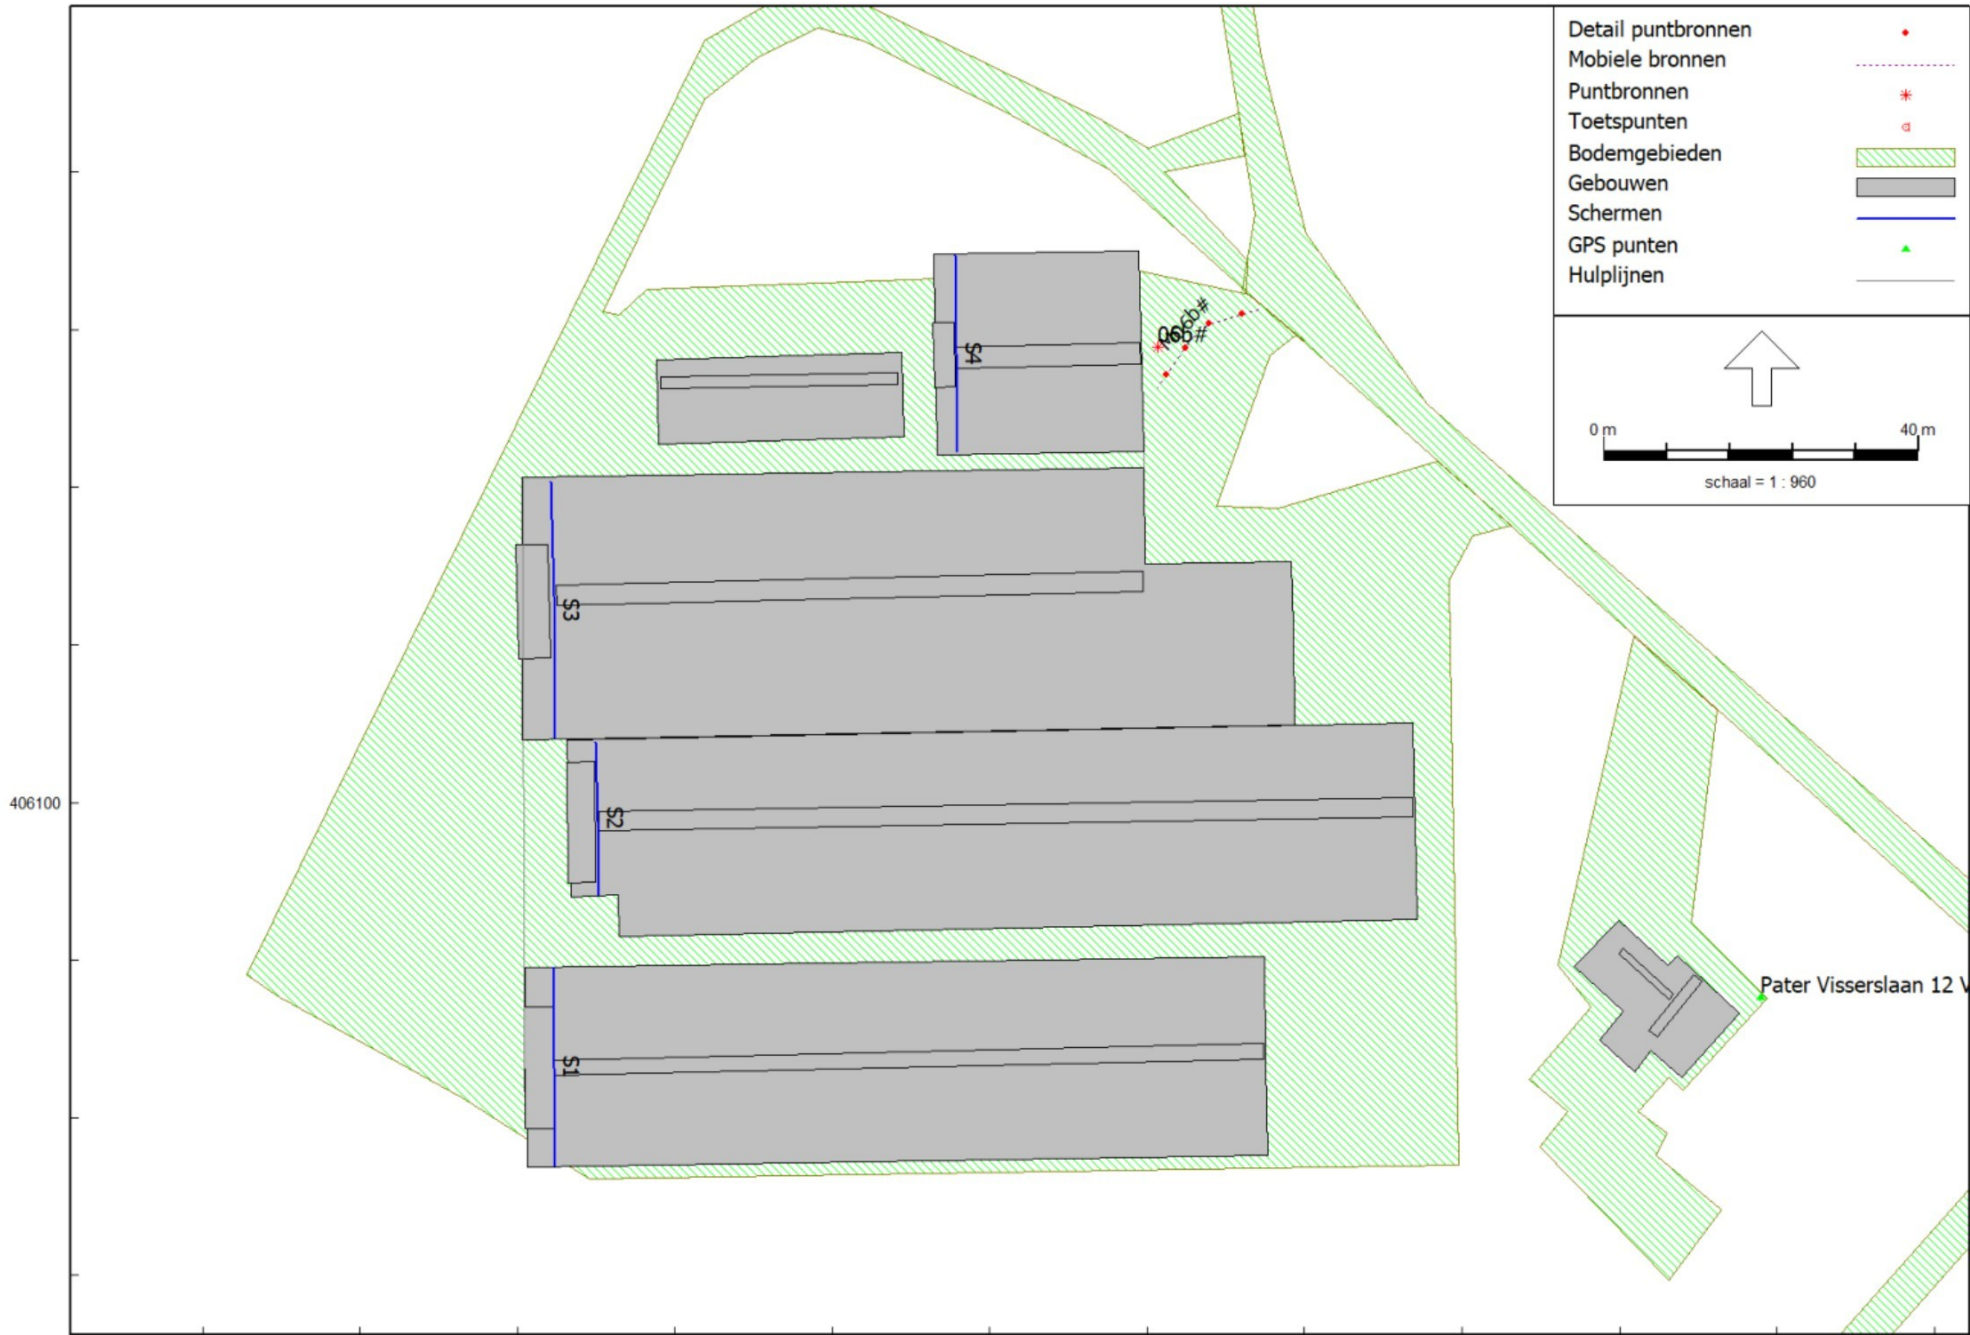 Detail puntbronnen
Mobiele bronnen
Puntbronnen
Toetspunten
Bodemgebieden
Gebouwen
Schermen
GPS punten
Hulplijnen
0 m 40 m
schaal = 1 : 960
S4
S3
406100
S2
Pater Visserslaan 12 V
S1